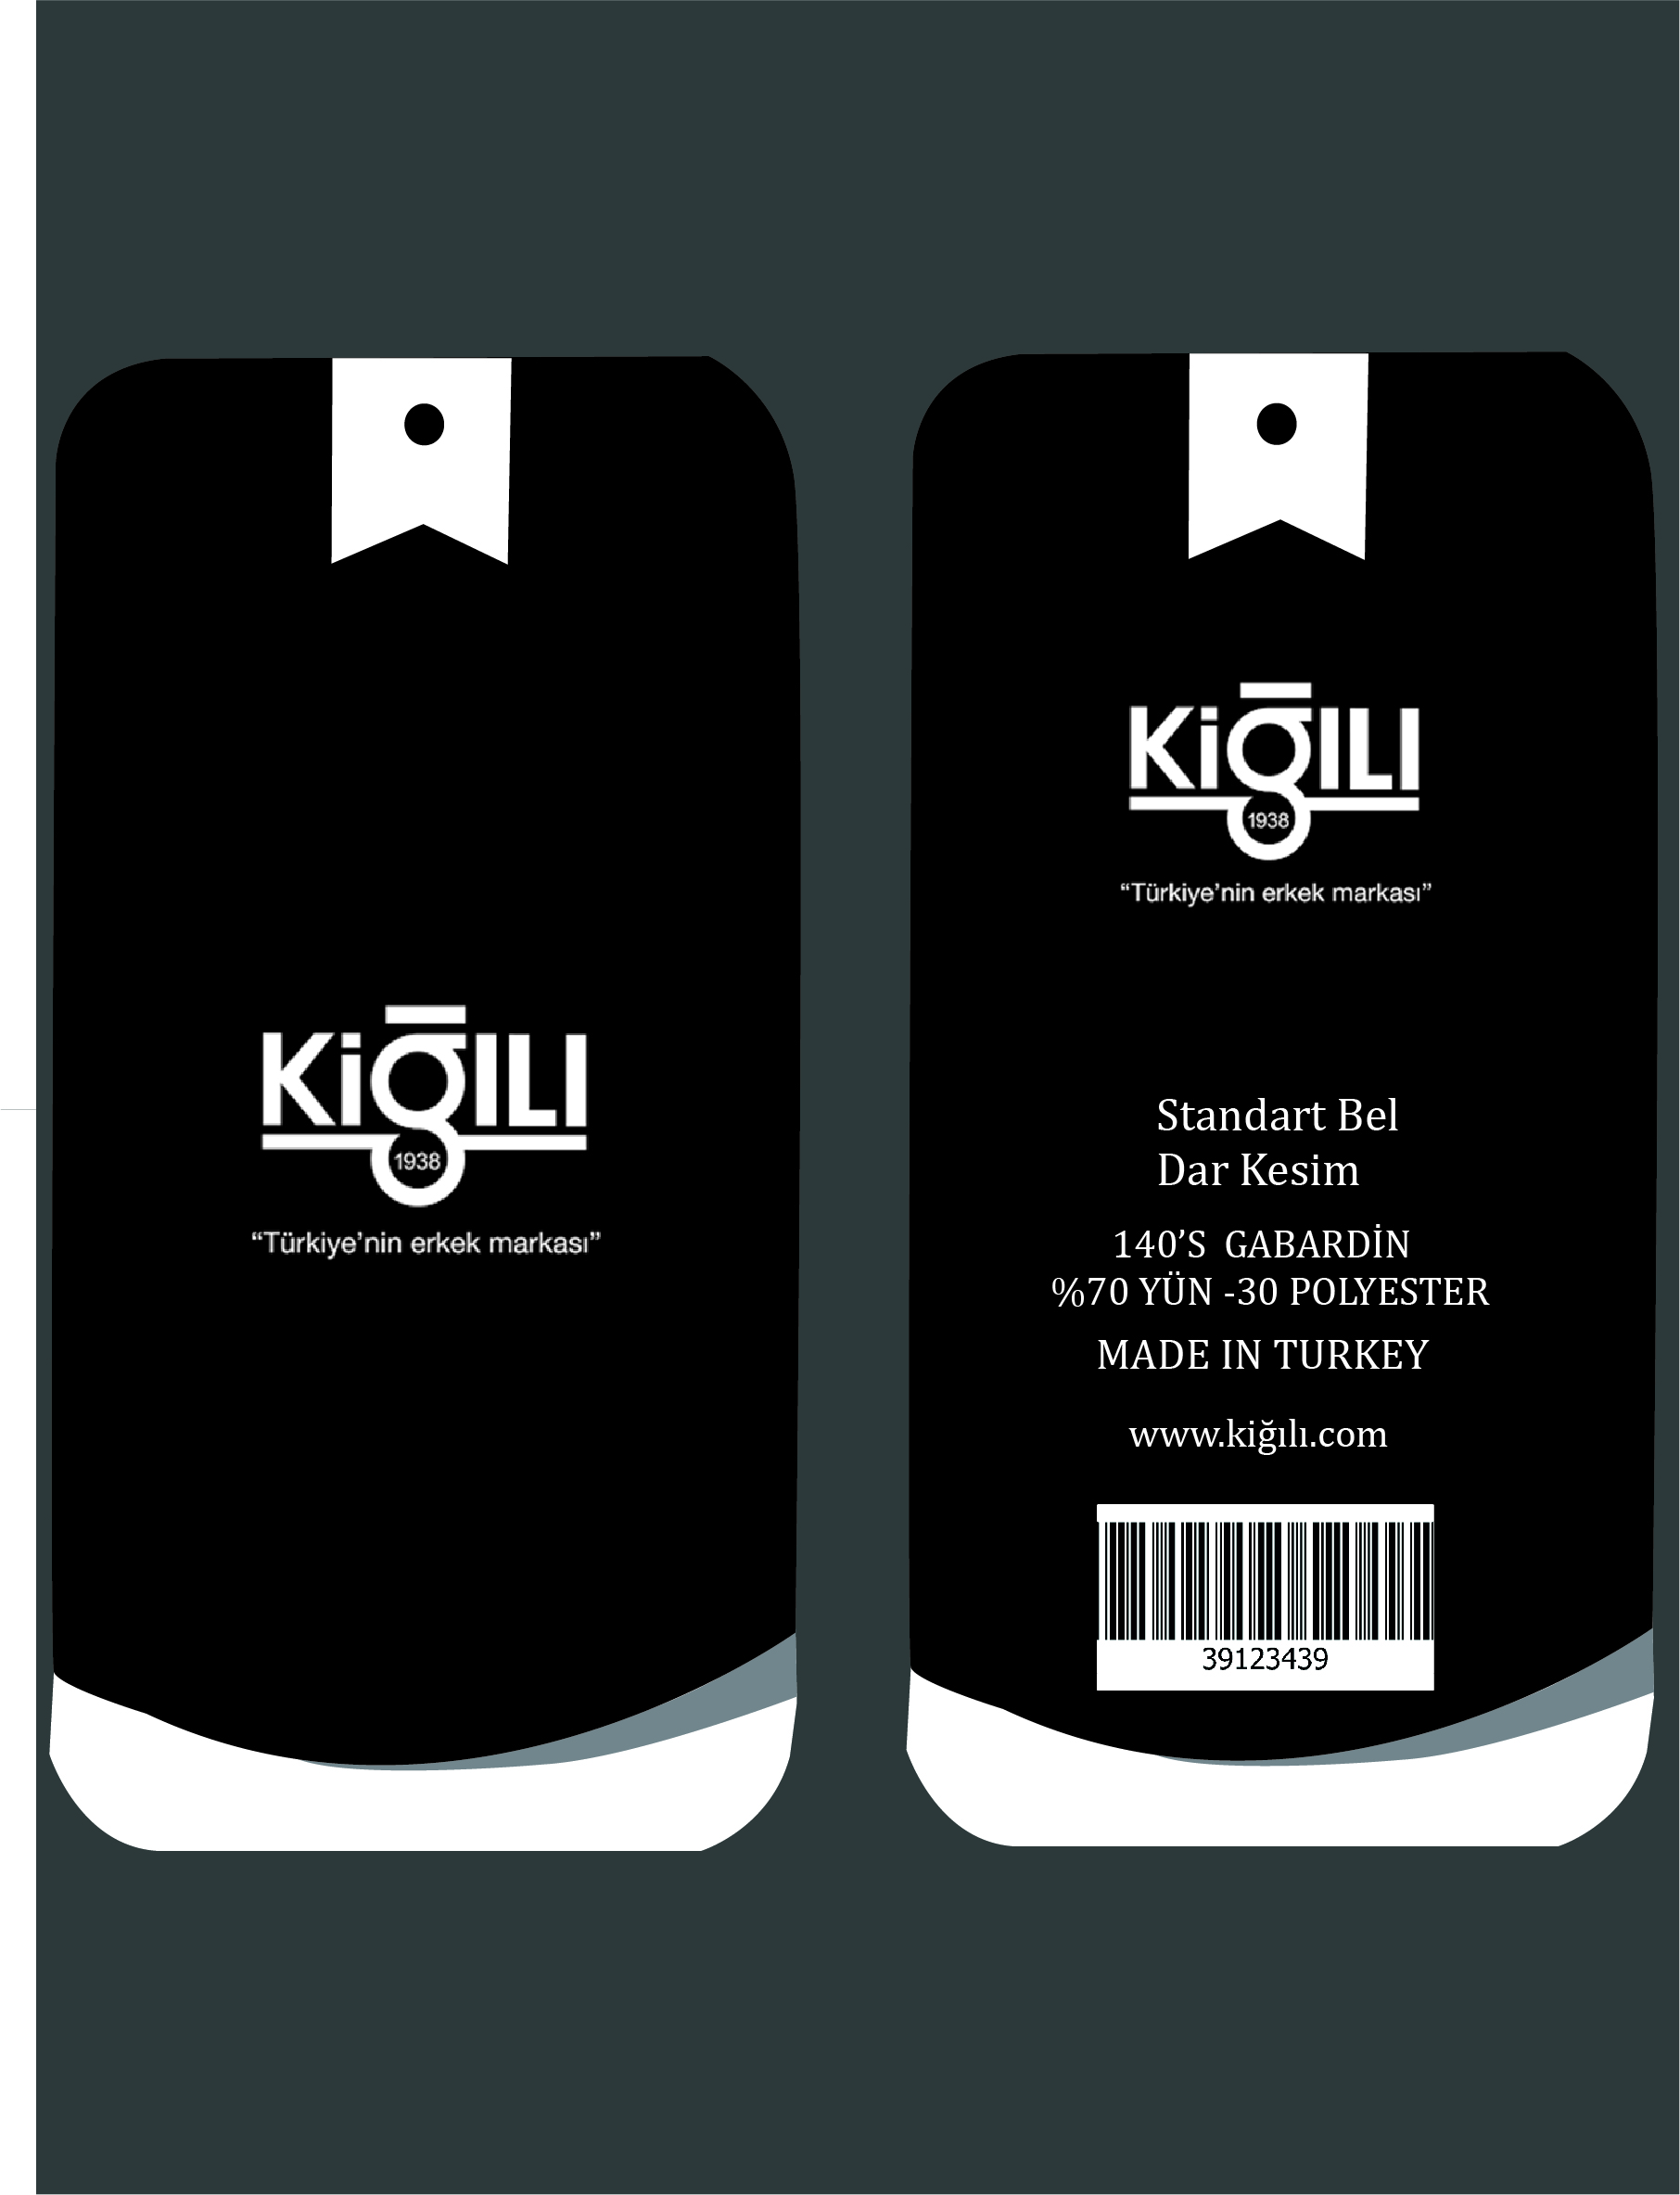 KiğILI
1938
“Türkiye’nin erkek markası”
KiğILI
1938
“Türkiye’nin erkek markası”
Standart Bel
Dar Kesim
140’S GABARDİN
%70 YÜN -30 POLYESTER
MADE IN TURKEY
www.kiğılı.com
39123439